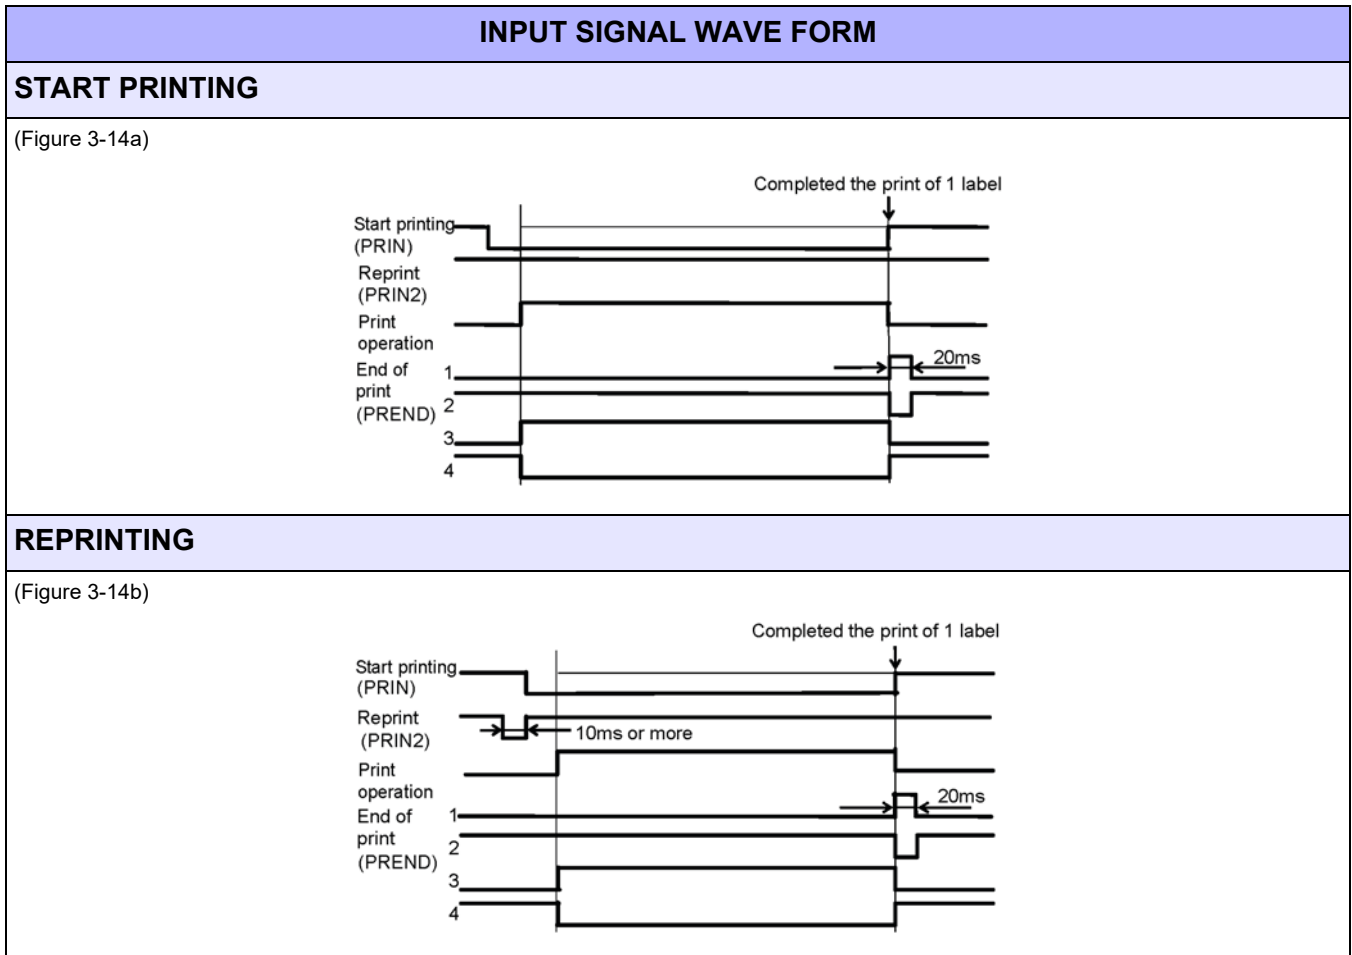 INPUT SIGNAL WAVE FORM
START PRINTING
(Figure 3-14a)
Completed the print of 1 label
Start printing
(PRIN)
Reprint
(PRIN2)
Print
operation
End of
print
(PREND)
1
2
3
4
20ms
REPRINTING
(Figure 3-14b)
Completed the print of 1 label
Start printing
(PRIN)
Reprint
(PRIN2)
10ms or more
Print
operation
End of
print
(PREND)
1
2
3
4
20ms